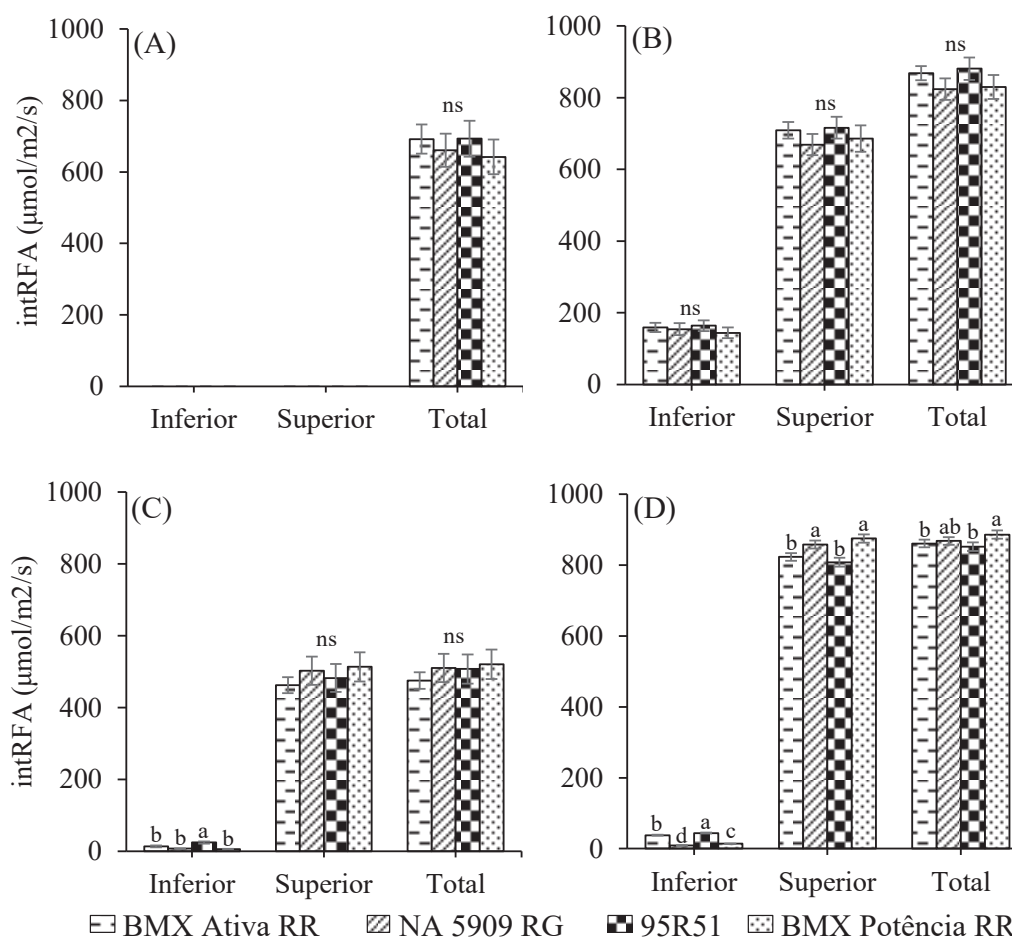 (A)
intRFA (µmol/m2/s)
1000
800
600
400
200
0
ns
Inferior Superior Total
(B)
1000
800
600
400
200
0
ns
ns
ns
Inferior Superior Total
(C)
intRFA (µmol/m2/s)
1000
800
600
400
200
0
b b a b
ns
ns
Inferior Superior Total
(D)
1000
800
600
400
200
0
b d a c
b a b a
b ab b a
Inferior Superior Total
BMX Ativa RR NA 5909 RG 95R51 BMX Potência RR